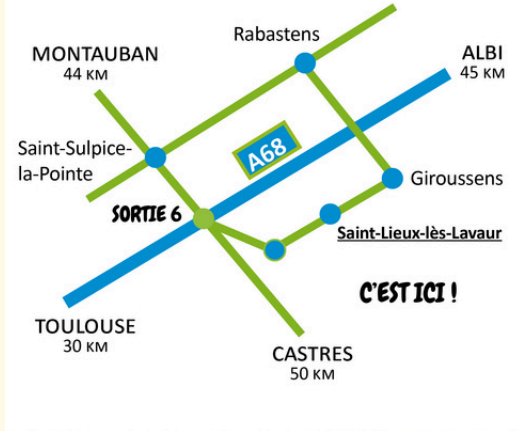 Rabastens
MONTAUBAN
44 KM
ALBI
45 KM
Saint-Sulpice-
la-Pointe
A68
Giroussens
SORTIE 6
Saint-Lieux-lès-Lavaur
C'EST ICI !
TOULOUSE
30 KM
CASTRES
50 KM